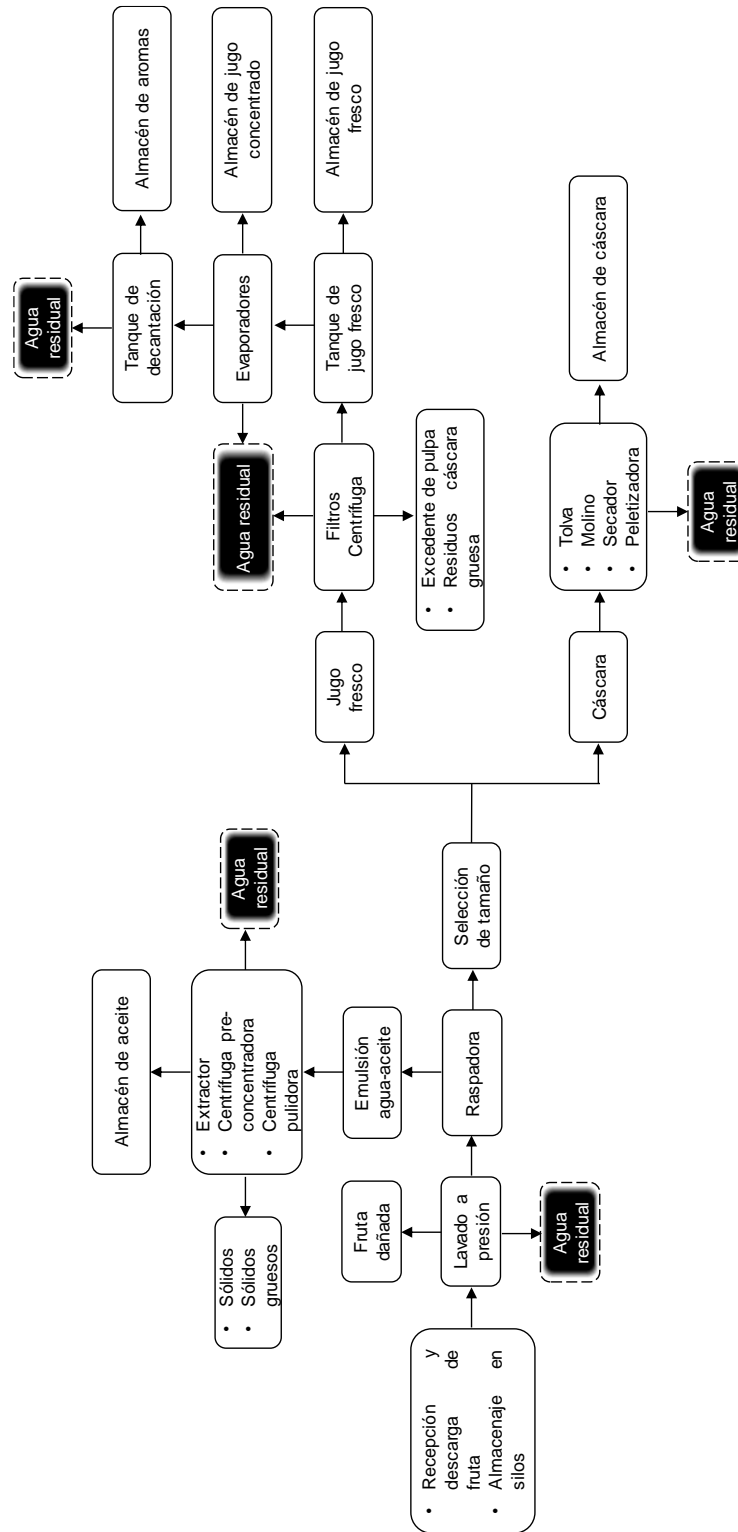 • Recepción y
descarga de
fruta
• Almacenaje en
silos
Lavado a
presión
Fruta
dañada
Agua
residual
Raspadora
Emulsión
agua-aceite
• Extractor
• Centrífuga pre-
concentradora
• Centrífuga
pulidora
• Sólidos
• Sólidos
gruesos
Almacén de aceite
Agua
residual
Selección
de tamaño
Jugo
fresco
Filtros
Centrífuga
Agua residual
• Excedente de pulpa
• Residuos cáscara
gruesa
Tanque de
jugo fresco
Almacén de jugo
fresco
Evaporadores
Almacén de jugo
concentrado
Tanque de
decantación
Almacén de aromas
Agua
residual
Cáscara
• Tolva
• Molino
• Secador
• Peletizadora
Agua
residual
Almacén de cáscara